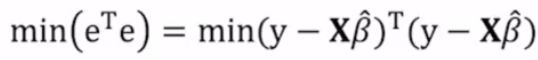 min(eᵀe) = min(y − Xβ̂)ᵀ(y − Xβ̂)